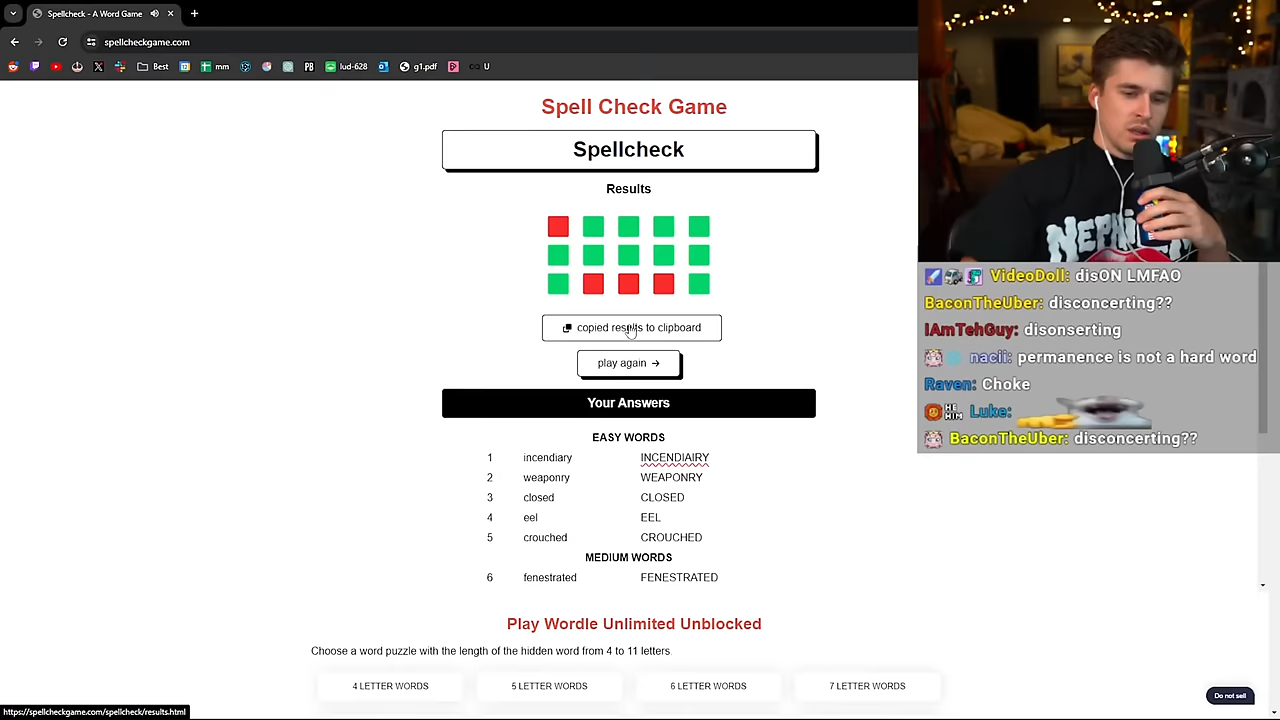 Spellcheck - A Word Game
spellcheckgame.com
Best
mm
lud-628
g1.pdf
U
Spell Check Game
Spellcheck
Results
copied results to clipboard
play again →
Your Answers
EASY WORDS
1 incendiary INCENDIAIRY
2 weaponry WEAPONRY
3 closed CLOSED
4 eel EEL
5 crouched CROUCHED
MEDIUM WORDS
6 fenestrated FENESTRATED
Play Wordle Unlimited Unblocked
Choose a word puzzle with the length of the hidden word from 4 to 11 letters
4 LETTER WORDS 5 LETTER WORDS 6 LETTER WORDS 7 LETTER WORDS
Do not sell
https://spellcheckgame.com/spellcheck/results.html
VideoDoll: disON LMFAO
BaconTheUber: disconcerting??
IAmTehGuy: disonserting
nacii: permanence is not a hard word
Raven: Choke
HE HIM Luke:
BaconTheUber: disconcerting??